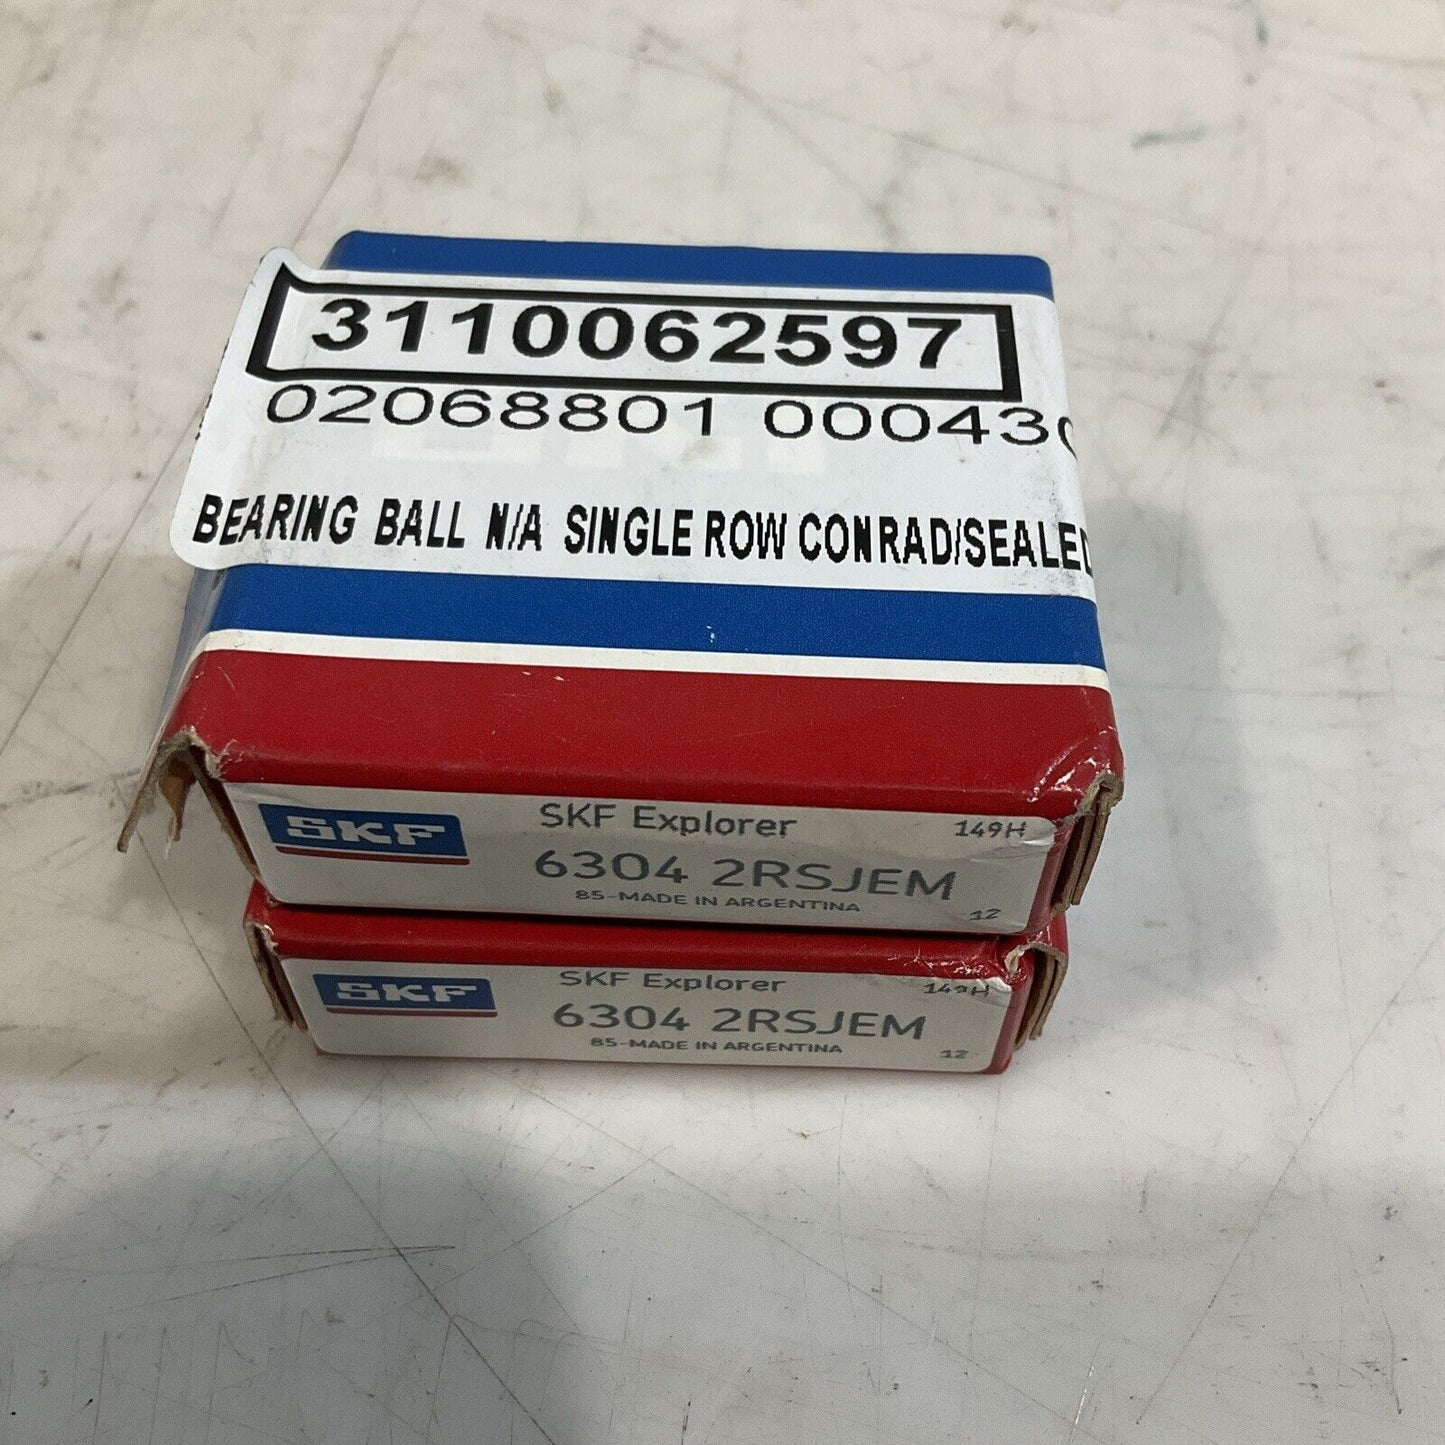 3110062597
02068801 00043
BEARING BALL N/A SINGLE ROW CONRAD/SEALED
SKF
SKF Explorer
149H
6304 2RSJEM
85-MADE IN ARGENTINA
12
SKF
SKF Explorer
149H
6304 2RSJEM
85-MADE IN ARGENTINA
12